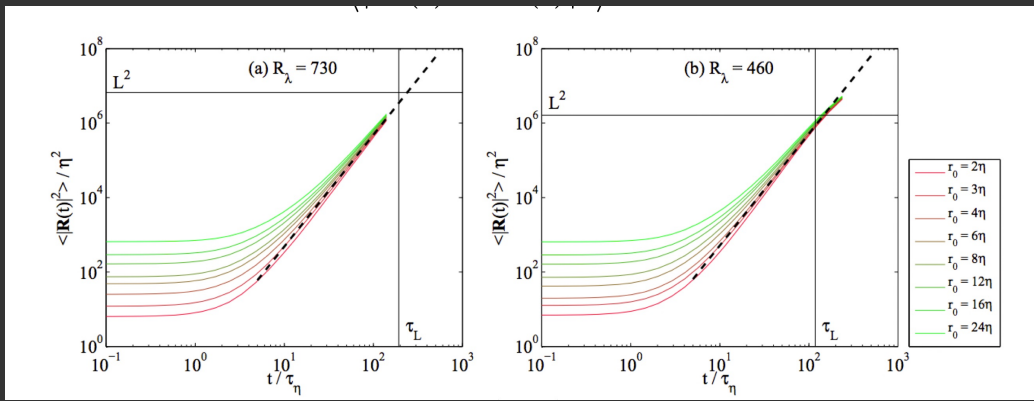 10^8
10^6
10^4
10^2
10^0
<|R(t)|^2> / η^2
L^2
(a) R_λ = 730
τ_L
10^-1
10^0
10^1
10^2
10^3
t / τ_η
10^8
10^6
10^4
10^2
10^0
<|R(t)|^2> / η^2
L^2
(b) R_λ = 460
τ_L
10^-1
10^0
10^1
10^2
10^3
t / τ_η
r_0 = 2η
r_0 = 3η
r_0 = 4η
r_0 = 6η
r_0 = 8η
r_0 = 12η
r_0 = 16η
r_0 = 24η